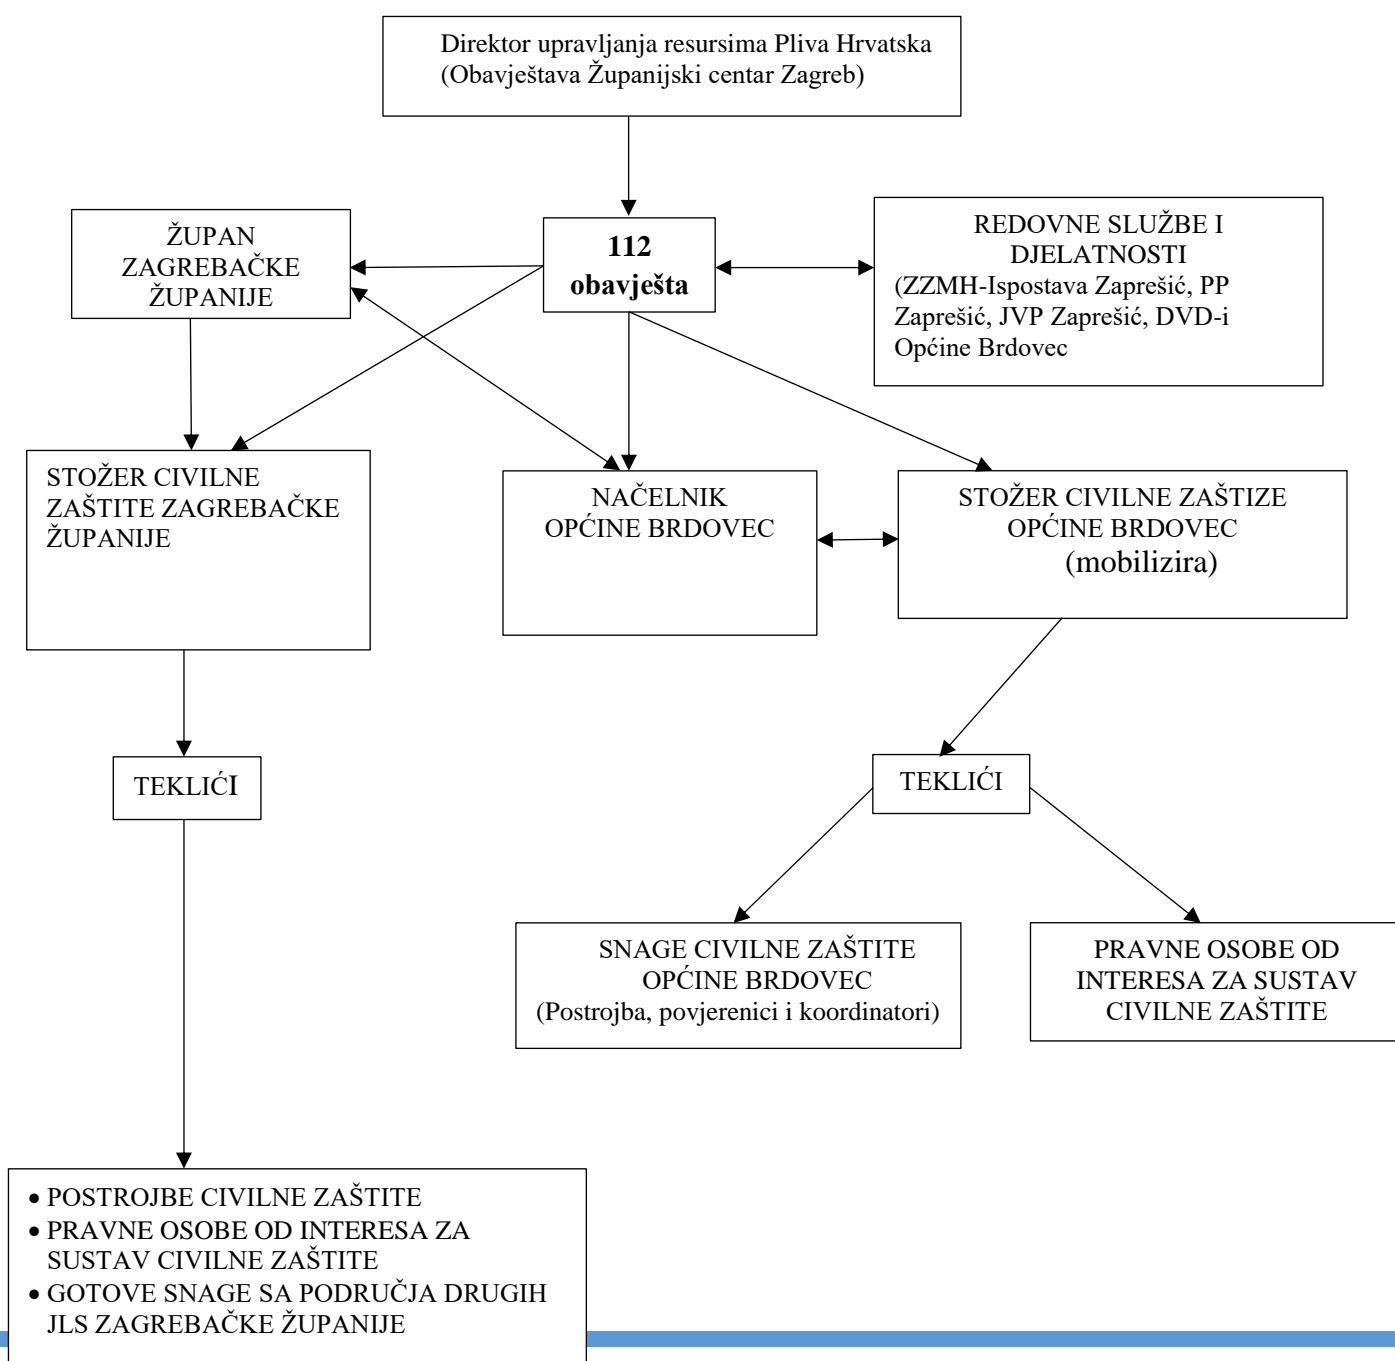 Direktor upravljanja resursima Pliva Hrvatska
(Obavještava Županijski centar Zagreb)
ŽUPAN
ZAGREBAČKE
ŽUPANIJE
112
obavješta
REDOVNE SLUŽBE I
DJELATNOSTI
(ZZMH-Ispostava Zaprešić, PP
Zaprešić, JVP Zaprešić, DVD-i
Općine Brdovec
STOŽER CIVILNE
ZAŠTITE ZAGREBAČKE
ŽUPANIJE
NAČELNIK
OPĆINE BRDOVEC
STOŽER CIVILNE ZAŠTIZE
OPĆINE BRDOVEC
(mobilizira)
TEKLIĆI
TEKLIĆI
SNAGE CIVILNE ZAŠTITE
OPĆINE BRDOVEC
(Postrojba, povjerenici i koordinatori)
PRAVNE OSOBE OD
INTERESA ZA SUSTAV
CIVILNE ZAŠTITE
• POSTROJBE CIVILNE ZAŠTITE
• PRAVNE OSOBE OD INTERESA ZA
SUSTAV CIVILNE ZAŠTITE
• GOTOVE SNAGE SA PODRUČJA DRUGIH
JLS ZAGREBAČKE ŽUPANIJE